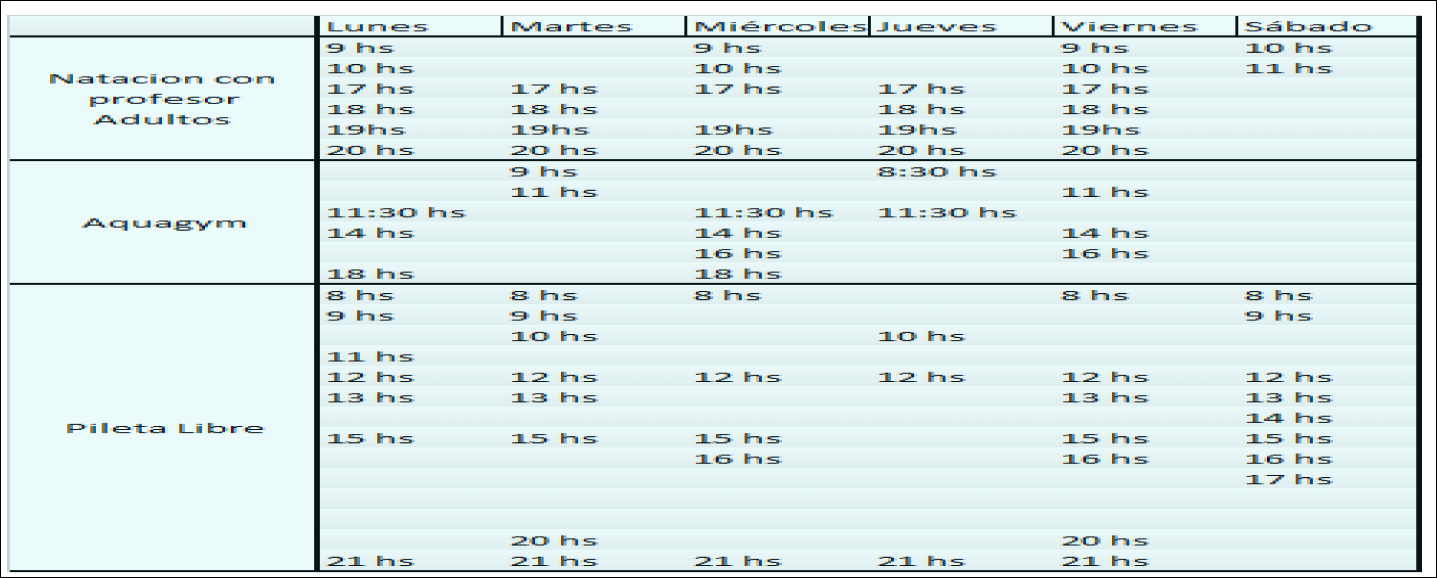 Lunes Martes Miércoles Jueves Viernes Sábado
Natacion con
profesor
Adultos
9 hs 9 hs 9 hs 10 hs
10 hs 10 hs 10 hs 11 hs
17 hs 17 hs 17 hs 17 hs 17 hs
18 hs 18 hs 18 hs 18 hs
19hs 19hs 19hs 19hs 19hs
20 hs 20 hs 20 hs 20 hs 20 hs
Aquagym
9 hs 8:30 hs
11 hs 11 hs
11:30 hs 11:30 hs 11:30 hs
14 hs 14 hs 14 hs
16 hs 16 hs
18 hs 18 hs
Pileta Libre
8 hs 8 hs 8 hs 8 hs 8 hs
9 hs 9 hs 9 hs
10 hs 10 hs
11 hs
12 hs 12 hs 12 hs 12 hs 12 hs 12 hs
13 hs 13 hs 13 hs 13 hs
14 hs
15 hs 15 hs 15 hs 15 hs 15 hs
16 hs 16 hs 16 hs
17 hs
20 hs 20 hs
21 hs 21 hs 21 hs 21 hs 21 hs